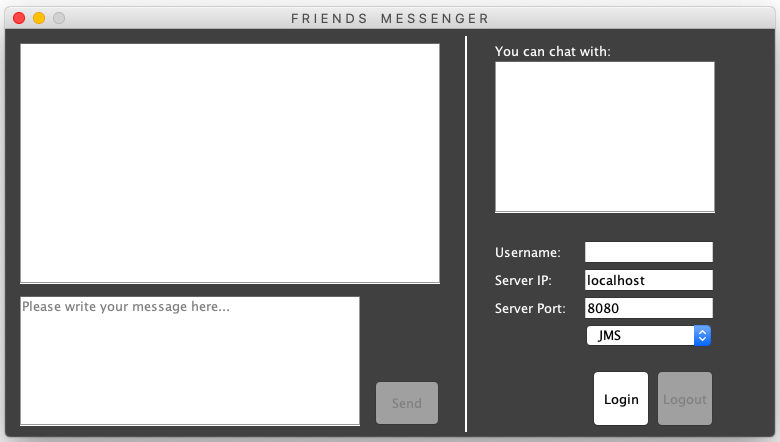 FRIENDS MESSENGER
You can chat with:
Please write your message here...
Send
Username:
Server IP: localhost
Server Port: 8080
JMS
Login Logout